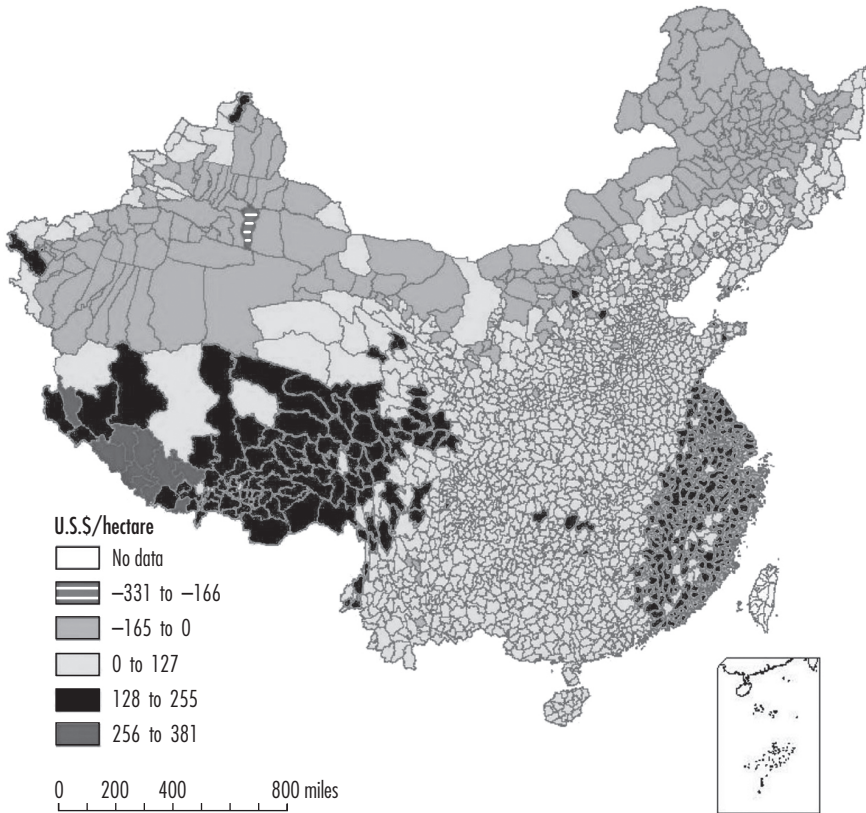 U.S.$/hectare
No data
–331 to –166
–165 to 0
0 to 127
128 to 255
256 to 381
0 200 400 800 miles